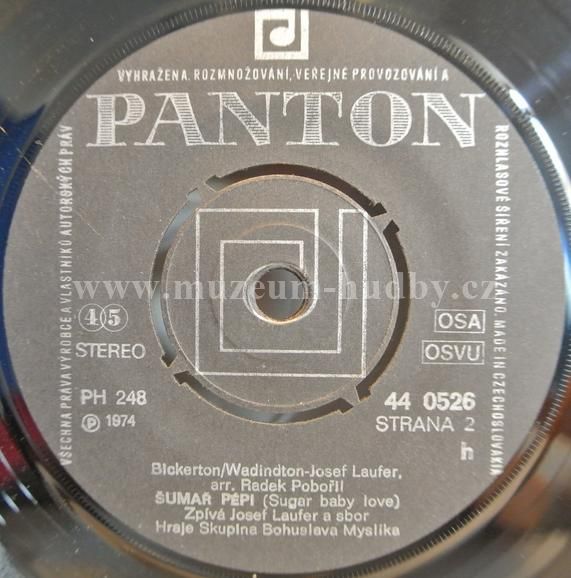 VYHRAŽENA. ROZMNOŽOVÁNÍ, VEŘEJNÉ PROVOZOVÁNÍ A
PANTON
VŠECHNA PRÁVA VÝROBCE A VLASTNÍKŮ AUTORSKÝCH PRÁV
ROZHLASOVÉ ŠÍŘENÍ ZAKÁZÁNO. MADE IN CZECHOSLOVAKIA
www.muzeum-hudby.cz
45
STEREO
OSA
OSVU
PH 248
Ⓟ 1974
44 0526
STRANA 2
h
Bickerton/Wadindton-Josef Laufer,
arr. Radek Pobořil
ŠUMAŘ PEPI (Sugar baby love)
Zpívá Josef Laufer a sbor
Hraje Skupina Bohuslava Myslíka